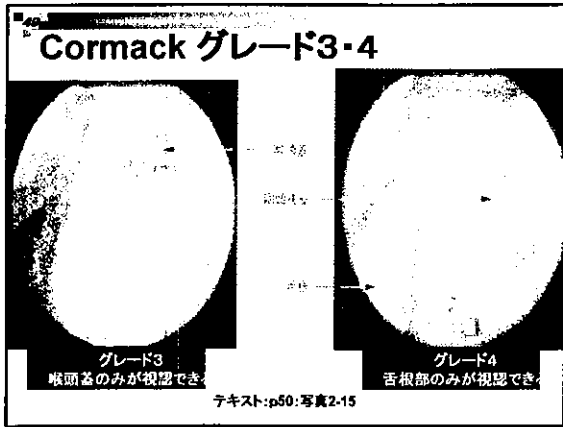 49
Cormack グレード3・4
グレード3
喉頭蓋のみが視認でき
グレード4
舌根部のみが視認でき
テキスト:p50:写真2-15